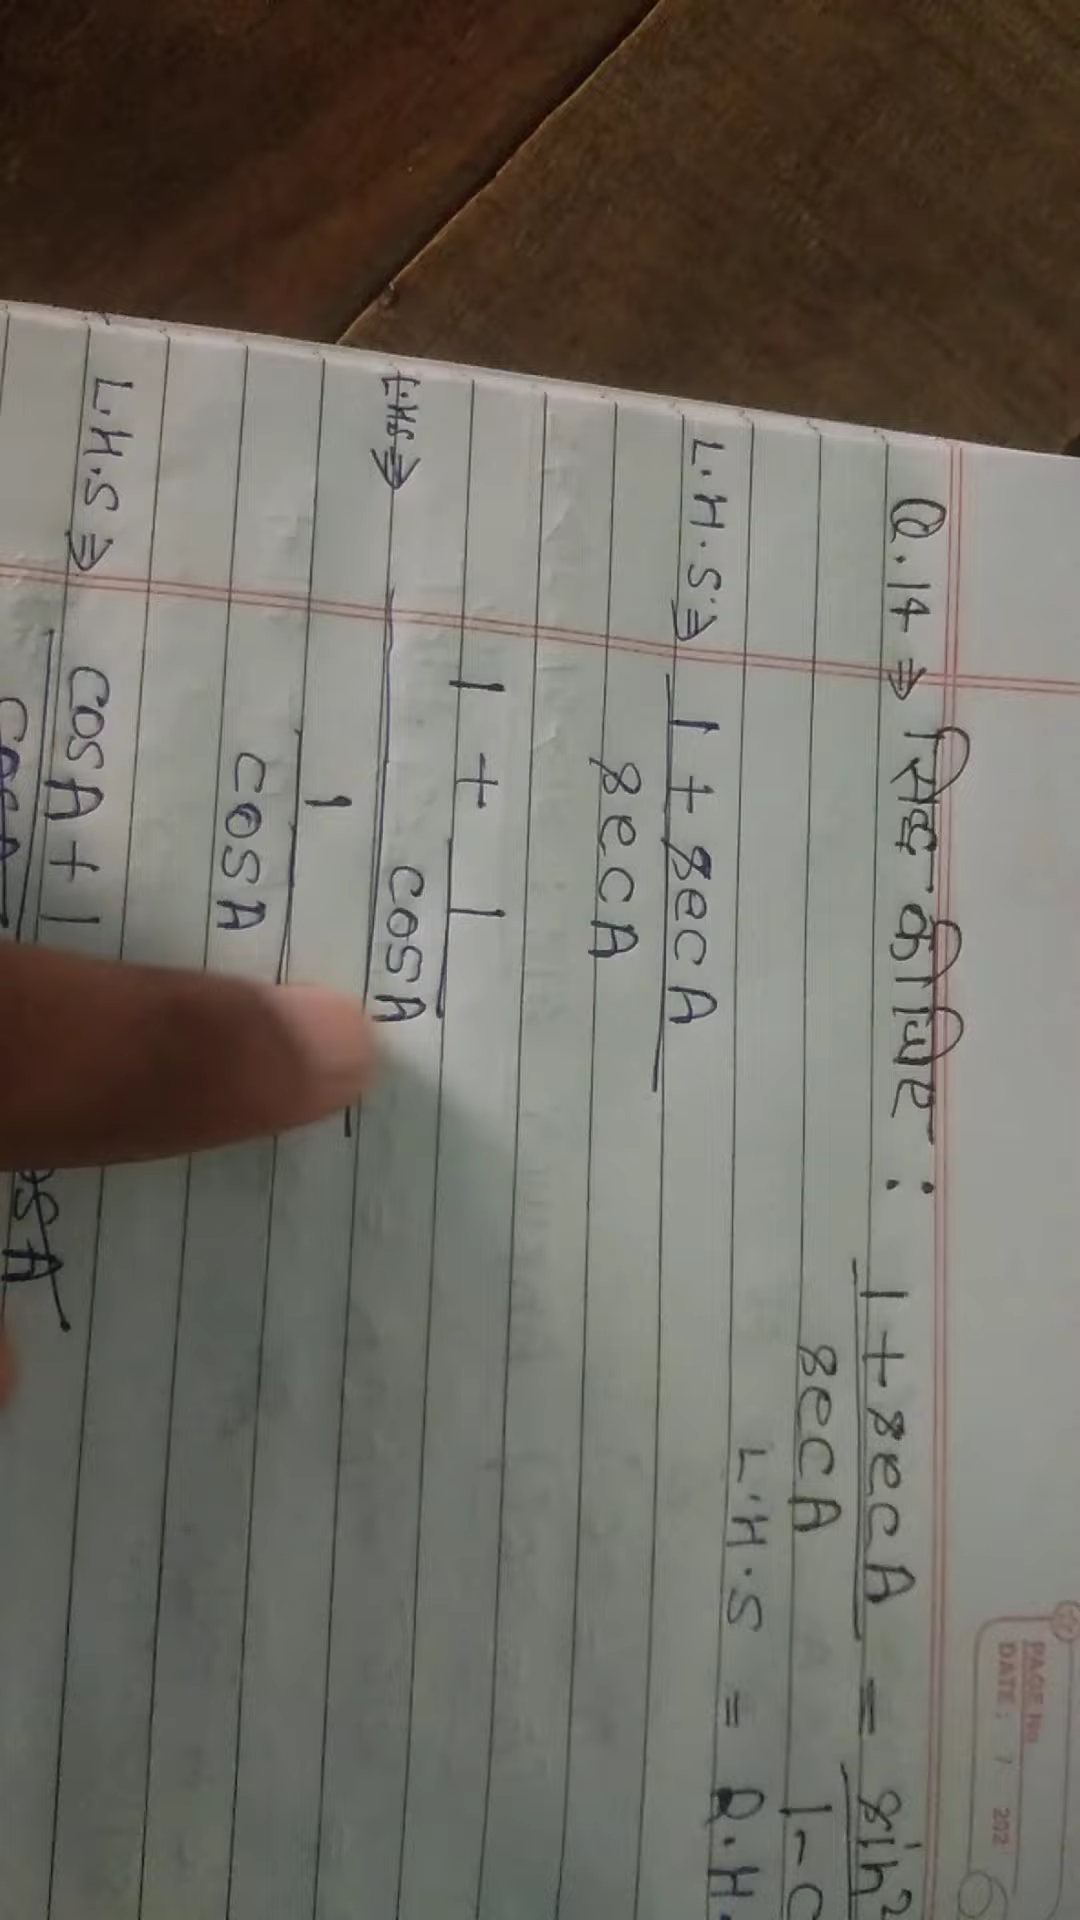 PAGE No.
DATE: / 202
Q.14 ⇒ सिद्ध कीजिए : 1 + secA = sin²
secA 1-c
L.H.S = R.H.
L.H.S ⇒ 1 + secA
secA
L.H.S ⇒ 1 + 1
cosA
1
cosA
L.H.S ⇒ cosA + 1
cosA